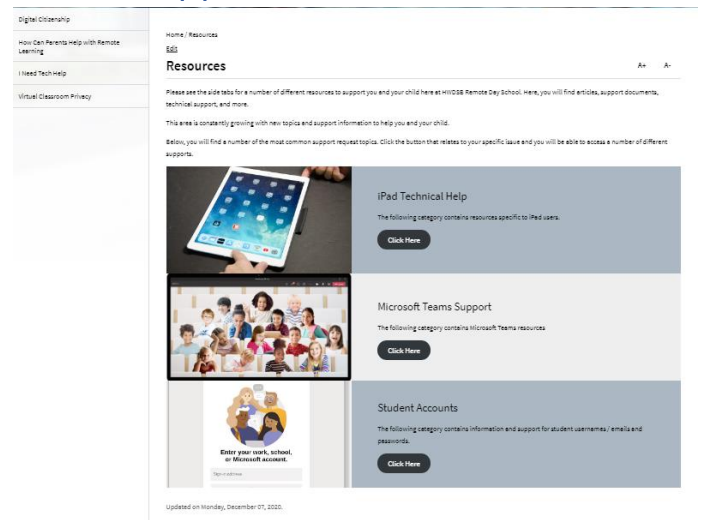 Digital Citizenship
How Can Parents Help with Remote
Learning
I Need Tech Help
Virtual Classroom Privacy
Home / Resources
Edit
Resources
A+ A-
Please see the side tabs for a number of different resources to support you and your child here at HWDSB Remote Day School. Here, you will find articles, support documents,
technical support, and more.
This area is constantly growing with new topics and support information to help you and your child.
Below, you will find a number of the most common support request topics. Click the button that relates to your specific issue and you will be able to access a number of different
supports.
iPad Technical Help
The following category contains resources specific to iPad users.
Click Here
Microsoft Teams Support
The following category contains Microsoft Teams resources
Click Here
Enter your work, school,
or Microsoft account.
Student Accounts
The following category contains information and support for student usernames / emails and
passwords.
Click Here
Updated on Monday, December 07, 2020.